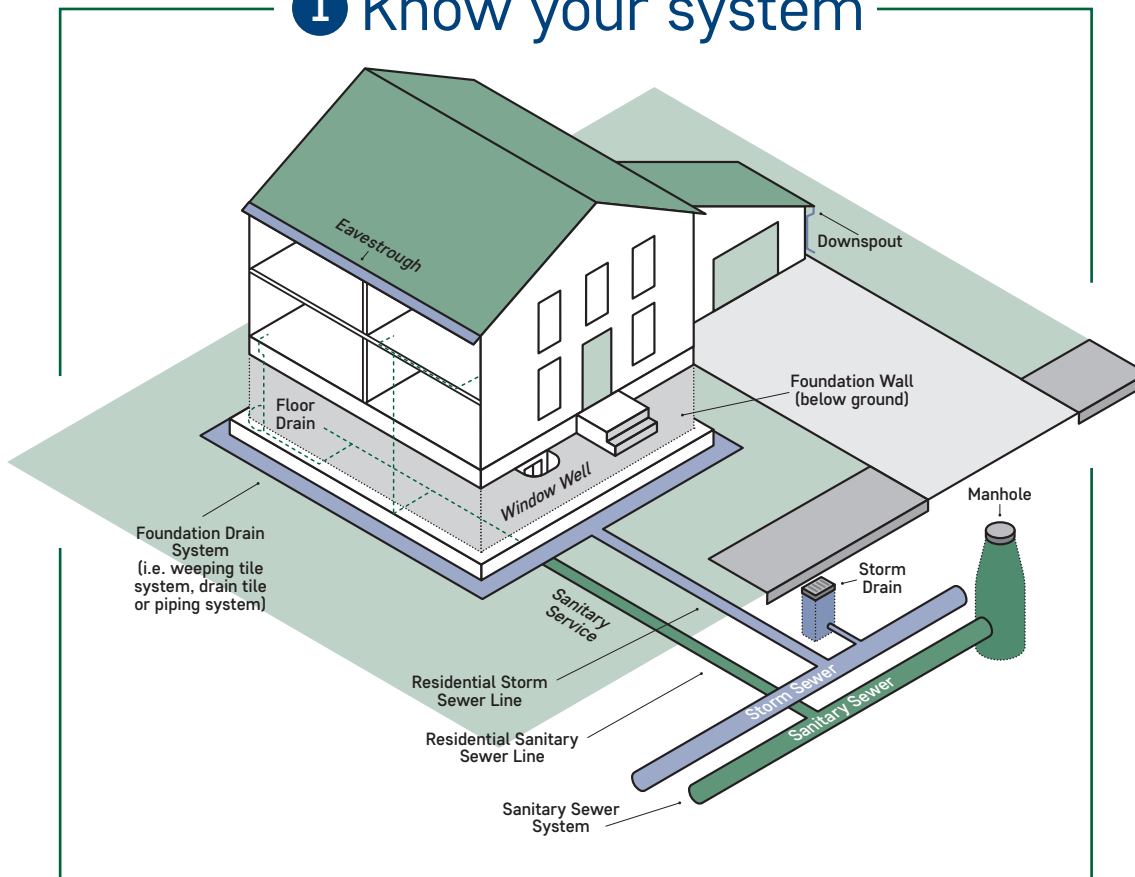 1 Know your system
Eavestrough
Downspout
Foundation Wall
(below ground)
Floor
Drain
Window Well
Manhole
Foundation Drain
System
(i.e. weeping tile
system, drain tile
or piping system)
Storm
Drain
Sanitary
Service
Residential Storm
Sewer Line
Storm Sewer
Sanitary Sewer
Residential Sanitary
Sewer Line
Sanitary Sewer
System